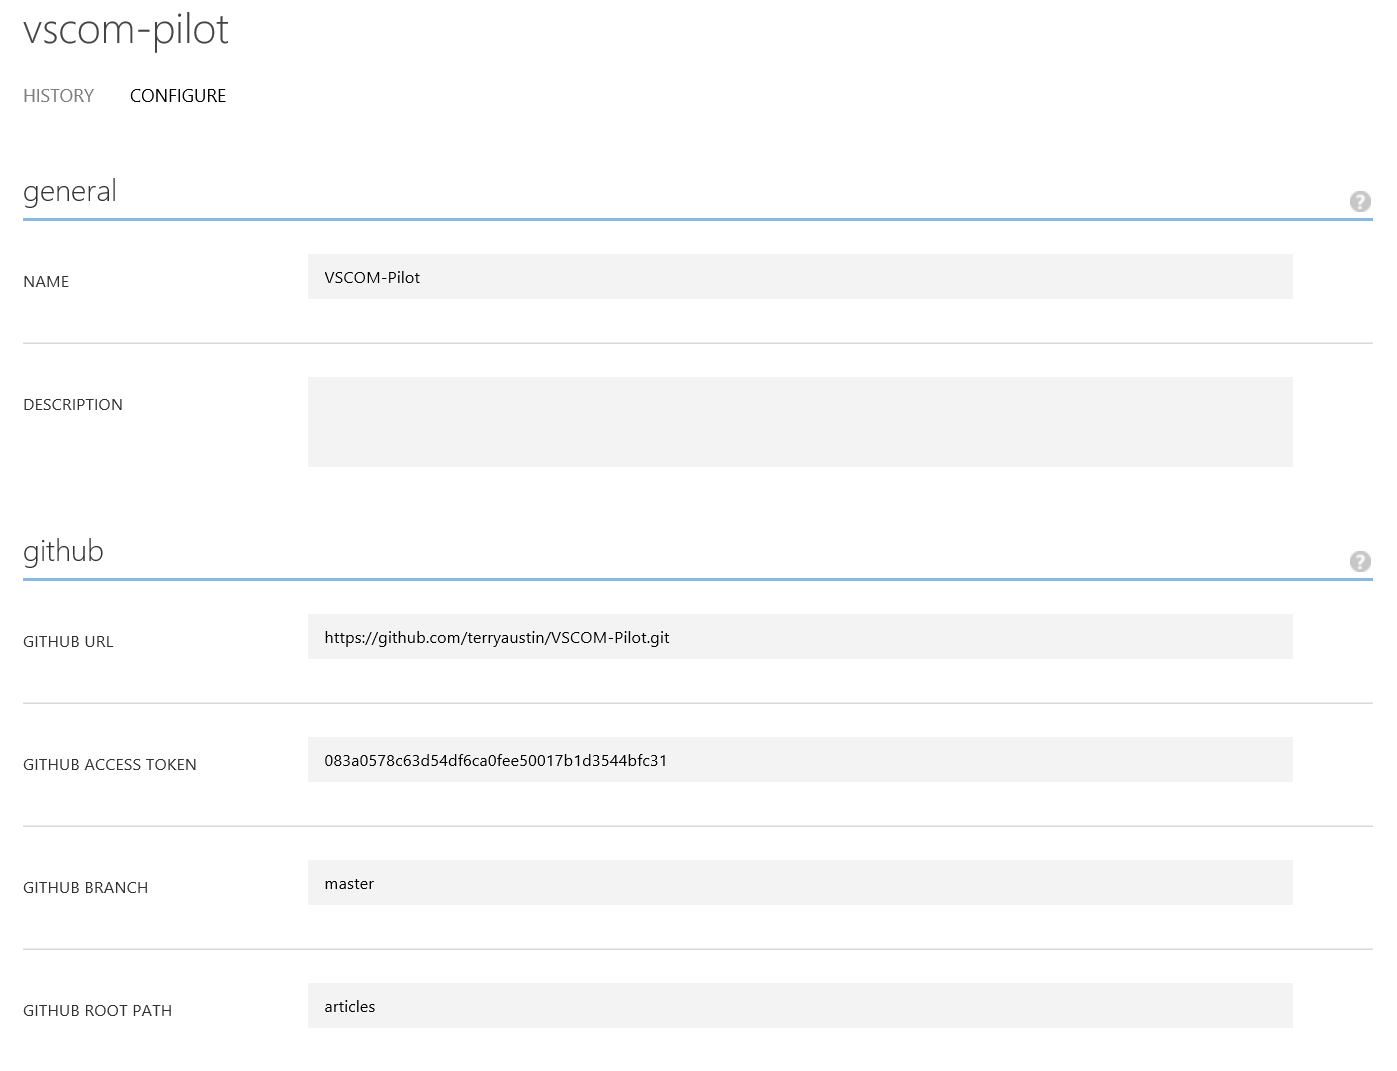 vscom-pilot
HISTORY CONFIGURE
general
?
NAME VSCOM-Pilot
DESCRIPTION
github
?
GITHUB URL https://github.com/terryaustin/VSCOM-Pilot.git
GITHUB ACCESS TOKEN 083a0578c63d54df6ca0fee50017b1d3544bfc31
GITHUB BRANCH master
GITHUB ROOT PATH articles